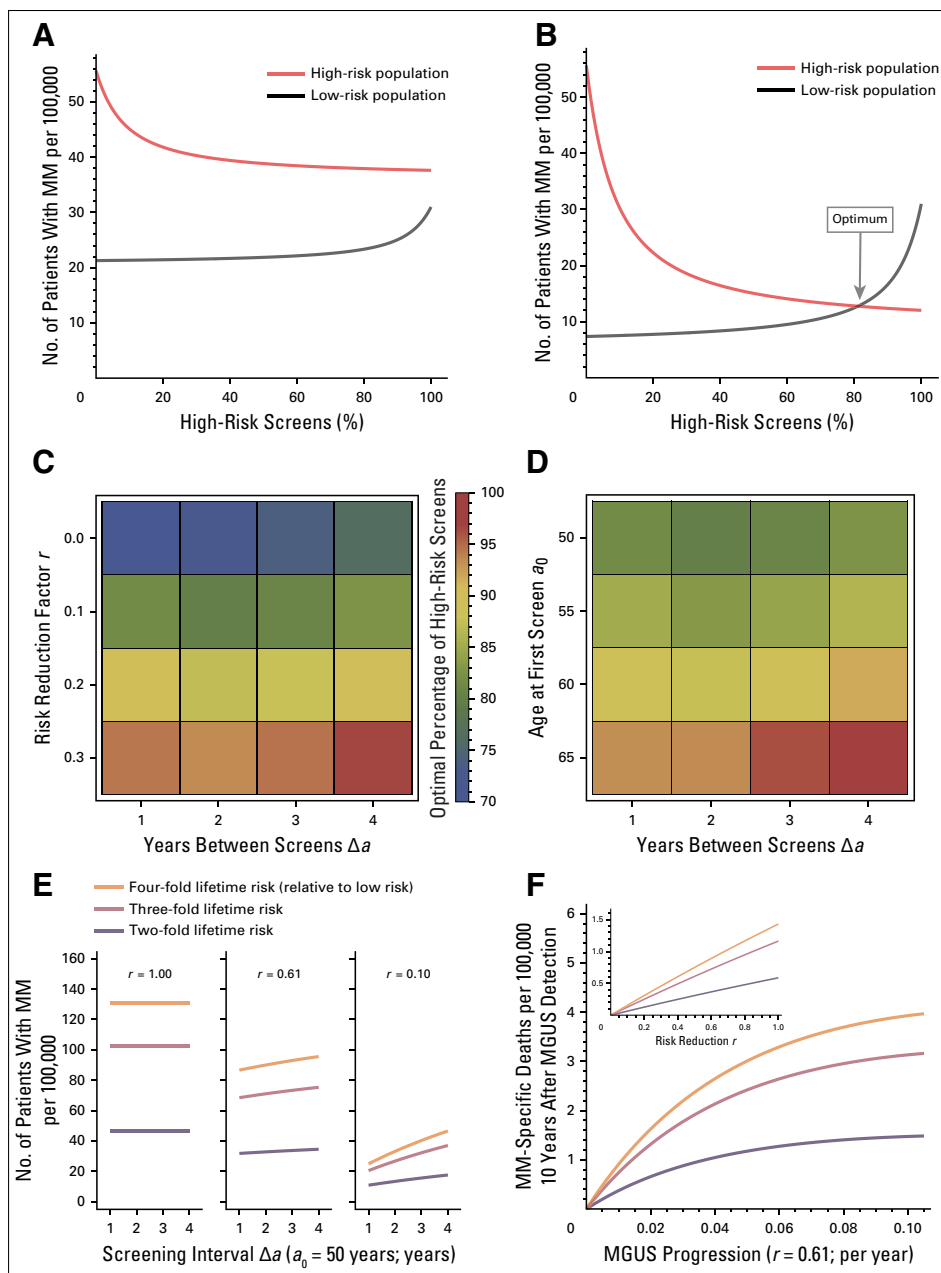 A
No. of Patients With MM per 100,000
50
40
30
20
10
0 20 40 60 80 100
High-Risk Screens (%)
High-risk population
Low-risk population
B
No. of Patients With MM per 100,000
50
40
30
20
10
0 20 40 60 80 100
High-Risk Screens (%)
High-risk population
Low-risk population
Optimum
C
Risk Reduction Factor r
0.0
0.1
0.2
0.3
1 2 3 4
Years Between Screens Δa
Optimal Percentage of High-Risk Screens
100
95
90
85
80
75
70
D
Age at First Screen a0
50
55
60
65
1 2 3 4
Years Between Screens Δa
E
Four-fold lifetime risk (relative to low risk)
Three-fold lifetime risk
Two-fold lifetime risk
No. of Patients With MM
per 100,000
160
140
120
100
80
60
40
20
0
r = 1.00
r = 0.61
r = 0.10
1 2 3 4 1 2 3 4 1 2 3 4
Screening Interval Δa (a0 = 50 years; years)
F
MM-Specific Deaths per 100,000
10 Years After MGUS Detection
6
5
4
3
2
1
0 0.02 0.04 0.06 0.08 0.10
MGUS Progression (r = 0.61; per year)
1.5
1.0
0.5
0 0.2 0.4 0.6 0.8 1.0
Risk Reduction r